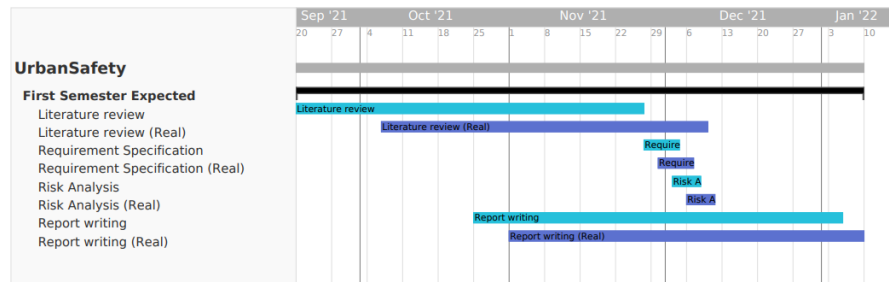 Sep '21 Oct '21 Nov '21 Dec '21 Jan '22
20 27 4 11 18 25 1 8 15 22 29 6 13 20 27 3 10
UrbanSafety
First Semester Expected
Literature review Literature review
Literature review (Real) Literature review (Real)
Requirement Specification Require
Requirement Specification (Real) Require
Risk Analysis Risk A
Risk Analysis (Real) Risk A
Report writing Report writing
Report writing (Real) Report writing (Real)